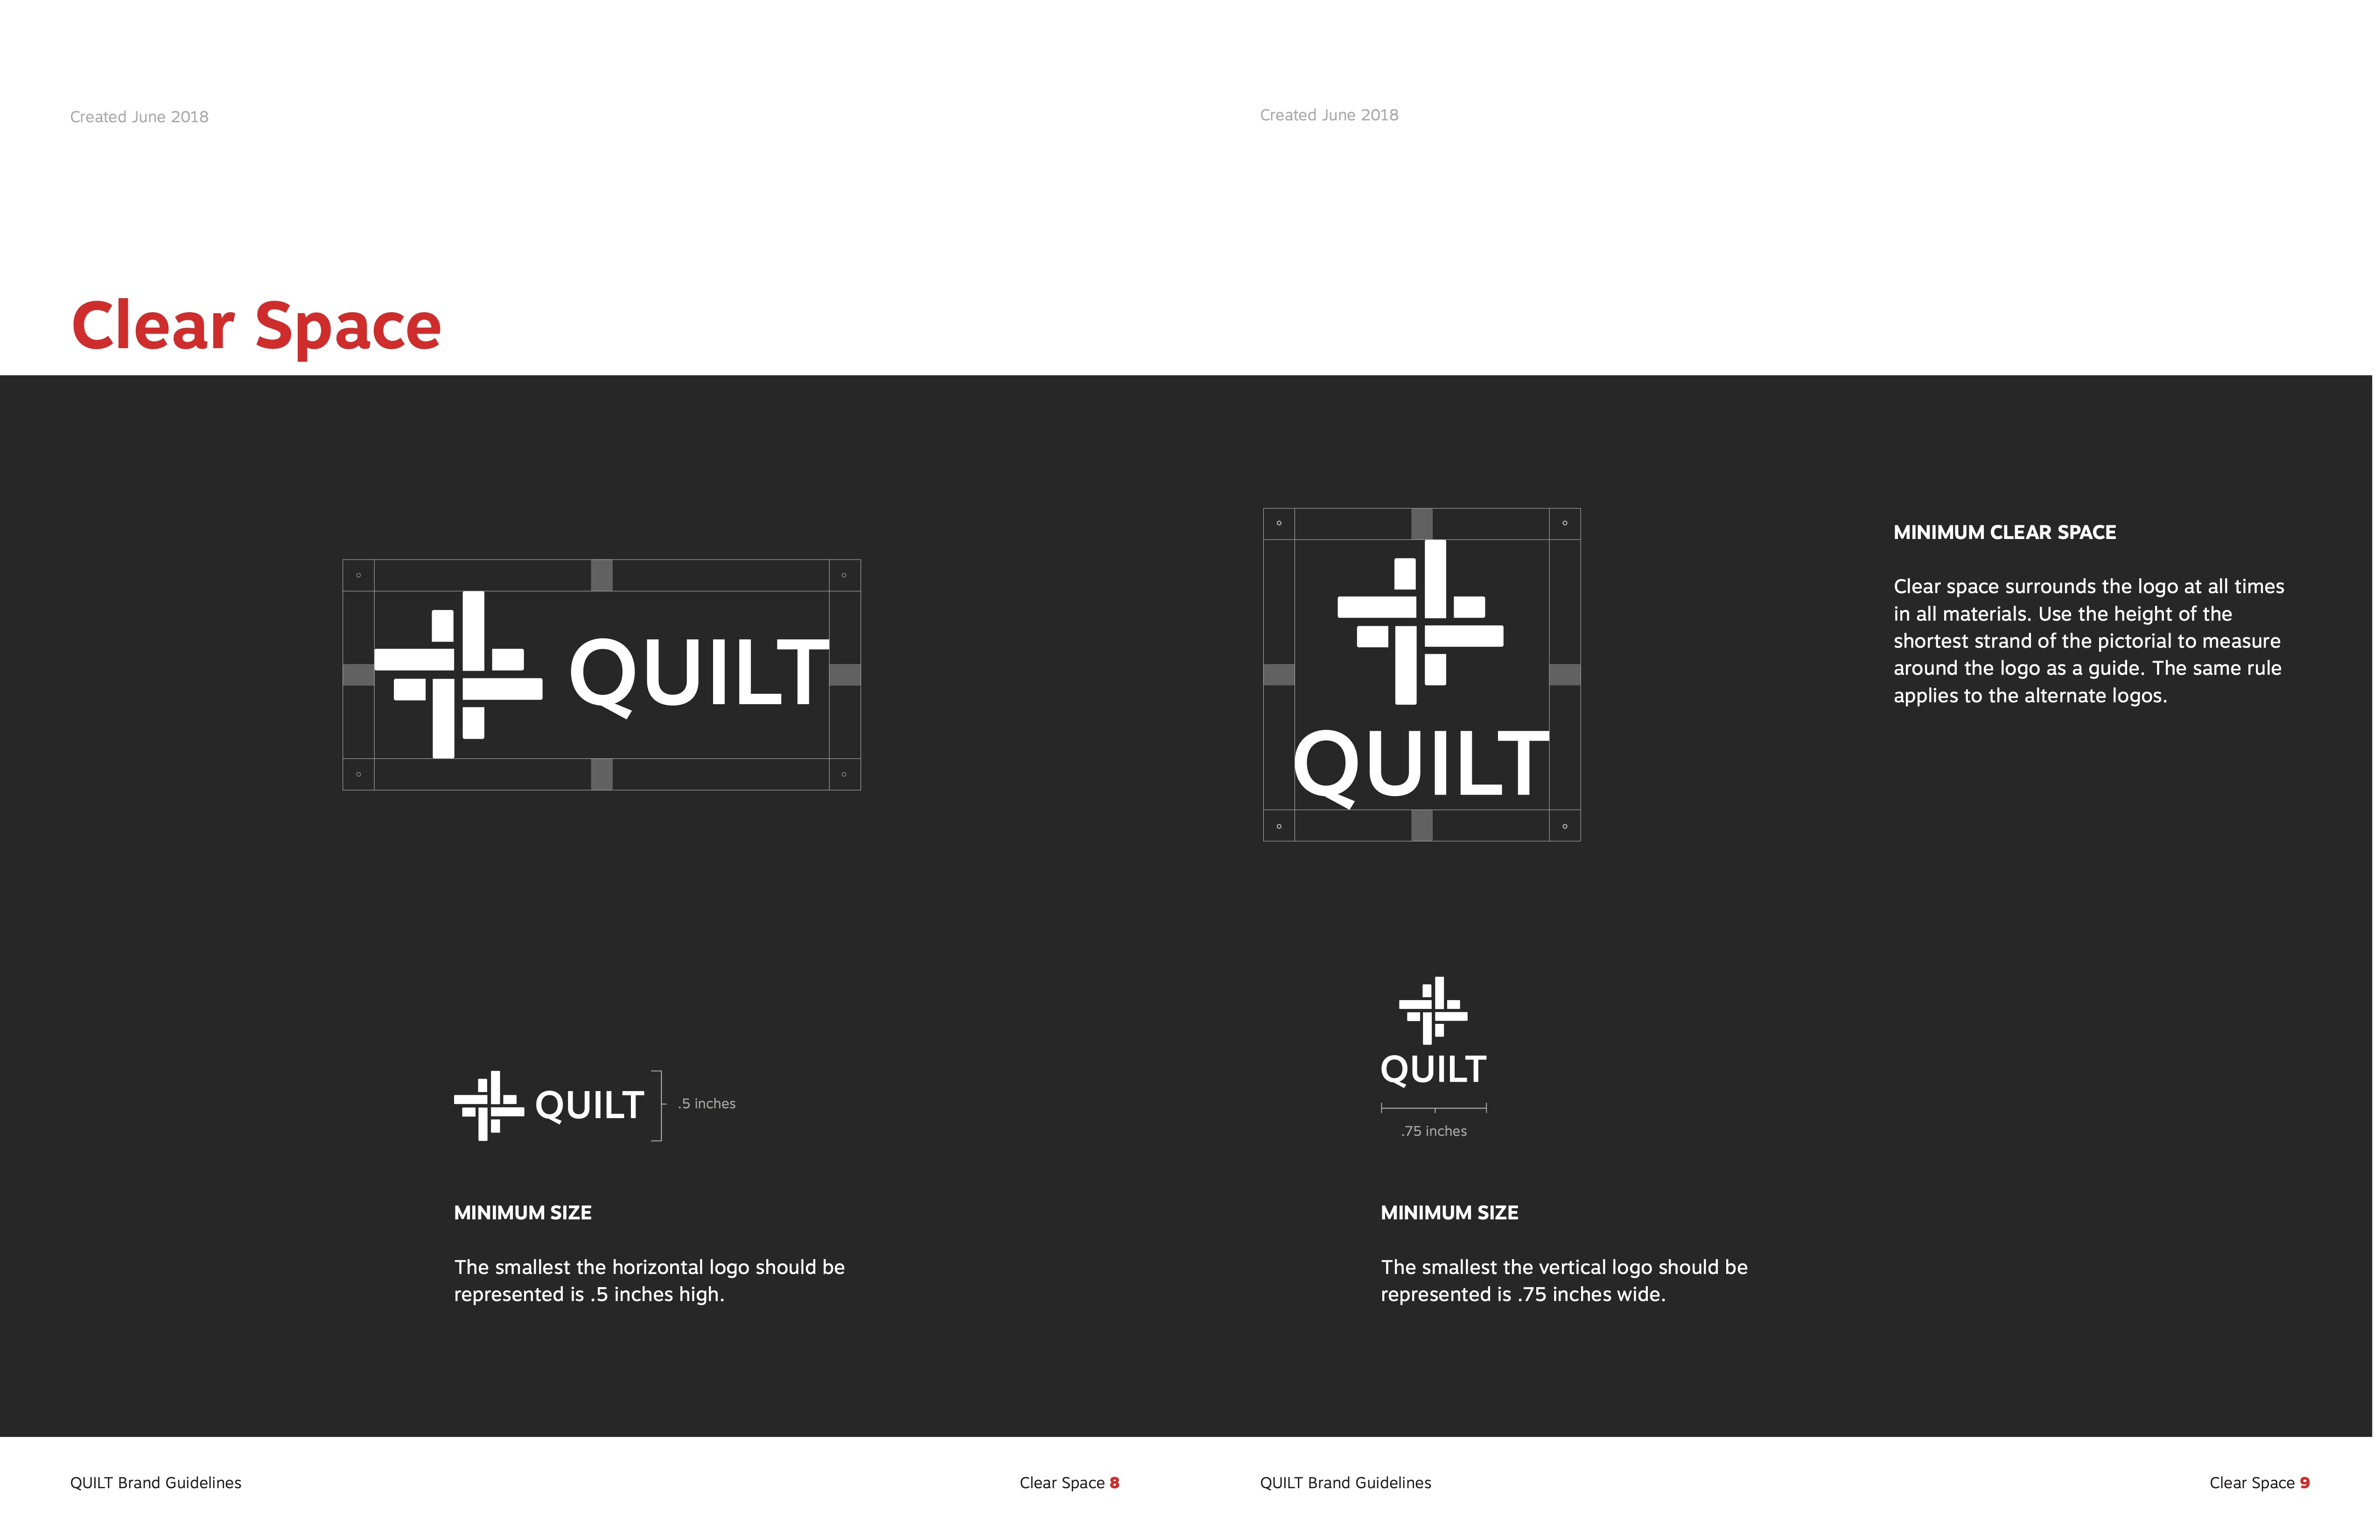 Created June 2018
Created June 2018
Clear Space
QUILT
QUILT
MINIMUM CLEAR SPACE
Clear space surrounds the logo at all times
in all materials. Use the height of the
shortest strand of the pictorial to measure
around the logo as a guide. The same rule
applies to the alternate logos.
QUILT
.5 inches
MINIMUM SIZE
The smallest the horizontal logo should be
represented is .5 inches high.
QUILT
.75 inches
MINIMUM SIZE
The smallest the vertical logo should be
represented is .75 inches wide.
QUILT Brand Guidelines
Clear Space 8
QUILT Brand Guidelines
Clear Space 9